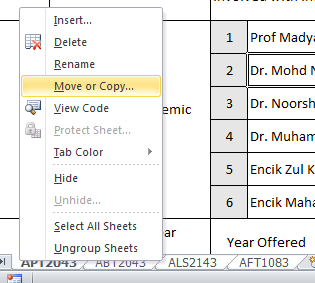 Involved with
Insert...
Delete
Rename
Move or Copy...
View Code
Protect Sheet...
Tab Color
Hide
Unhide...
Select All Sheets
Ungroup Sheets
emic
ar
1 Prof Madya
2 Dr. Mohd N
3 Dr. Noorsh
4 Dr. Muham
5 Encik Zul K
6 Encik Maha
Year Offered
APT2043 ABT2043 ALS2143 AFT1083